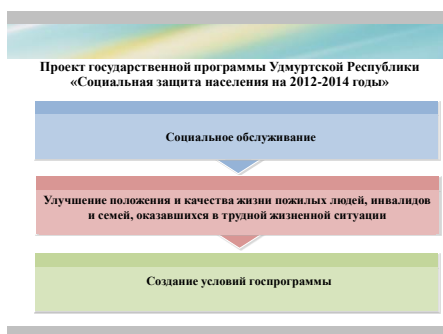 Проект государственной программы Удмуртской Республики
«Социальная защита населения на 2012-2014 годы»
Социальное обслуживание
Улучшение положения и качества жизни пожилых людей, инвалидов
и семей, оказавшихся в трудной жизненной ситуации
Создание условий госпрограммы